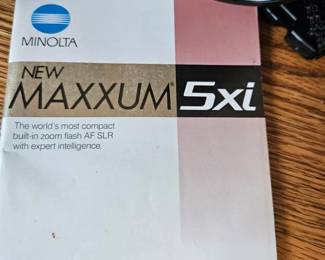 MINOLTA
NEW
MAXXUM 5xi
The world's most compact
built-in zoom flash AF SLR
with expert intelligence.